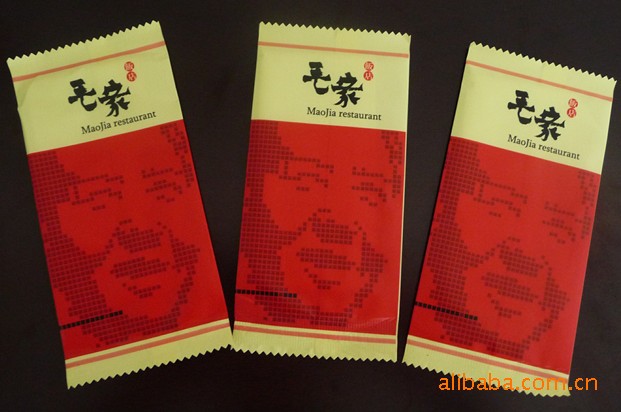 毛家
饭店
MaoJia restaurant
毛家
饭店
MaoJia restaurant
毛家
饭店
MaoJia restaurant
alibaba.com.cn